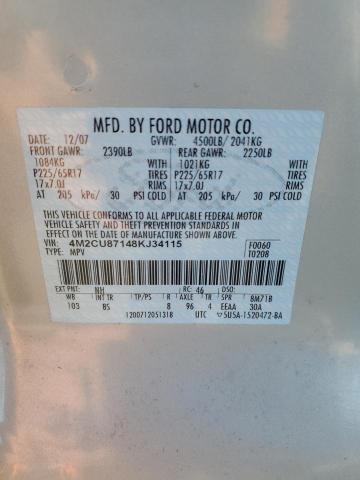 MFD. BY FORD MOTOR CO.
DATE: 12/07 GVWR: 4500LB/ 2041KG
FRONT GAWR: 2390LB REAR GAWR: 2250LB
1084KG WITH 1021KG WITH
P225/65R17 TIRES P225/65R17 TIRES
17x7.0J RIMS 17x7.0J RIMS
AT 205 kPa/ 30 PSI COLD AT 205 kPa/ 30 PSI COLD
THIS VEHICLE CONFORMS TO ALL APPLICABLE FEDERAL MOTOR
VEHICLE SAFETY AND THEFT PREVENTION STANDARDS IN EFFECT
ON THE DATE OF MANUFACTURE SHOWN ABOVE.
VIN: 4M2CU87148KJ34115 F0060
TYPE: MPV T0208
EXT PNT: NH RC: 46 DSO:
WB BRK INT TR TP/PS R AXLE TR SPR 8M71B
103 BS 8 96 4 EEAA 30A
1200712051318 UTC 5USA-1520472-BA